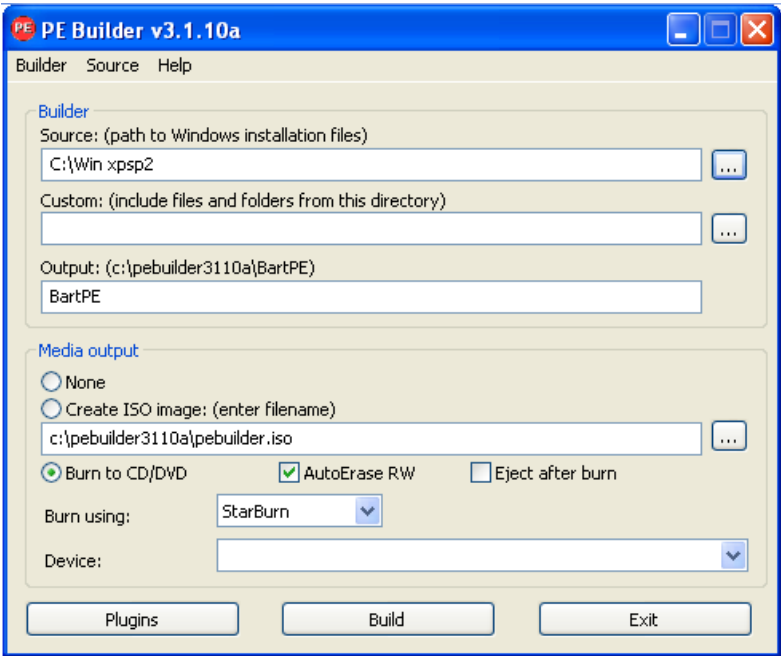 PE PE Builder v3.1.10a
Builder Source Help
Builder
Source: (path to Windows installation files)
C:\Win xpsp2
...
Custom: (include files and folders from this directory)
...
Output: (c:\pebuilder3110a\BartPE)
BartPE
Media output
None
Create ISO image: (enter filename)
c:\pebuilder3110a\pebuilder.iso
...
Burn to CD/DVD AutoErase RW Eject after burn
Burn using: StarBurn
Device:
Plugins Build Exit